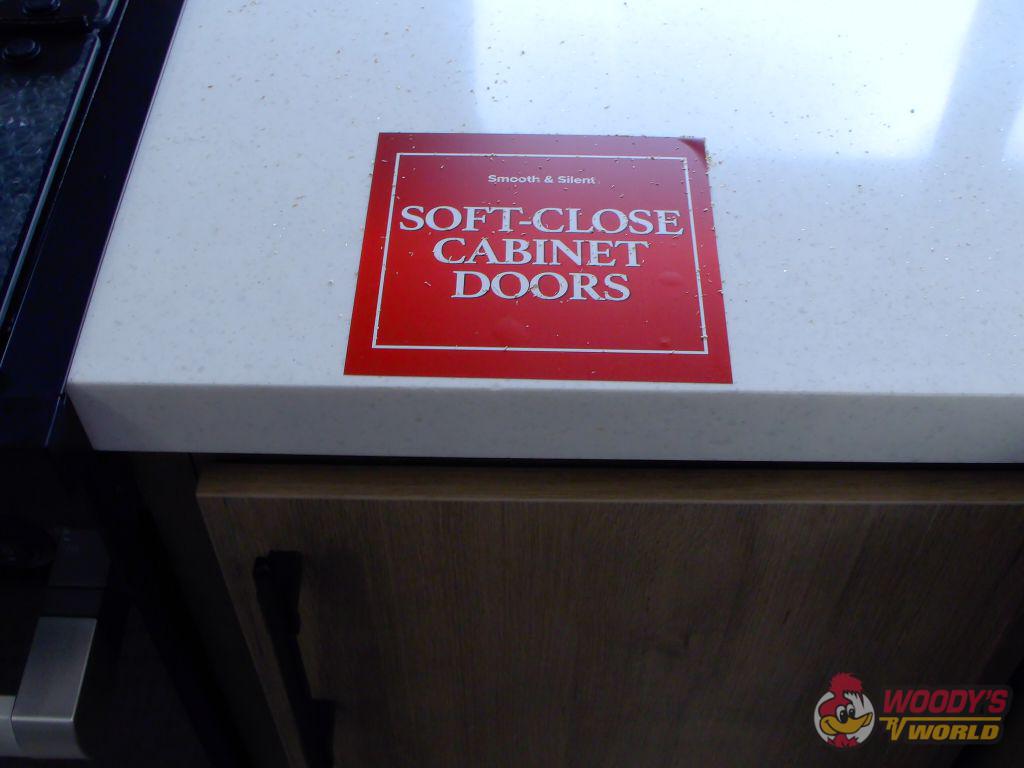 Smooth & Silent
SOFT-CLOSE
CABINET
DOORS
WOODY'S
RV WORLD